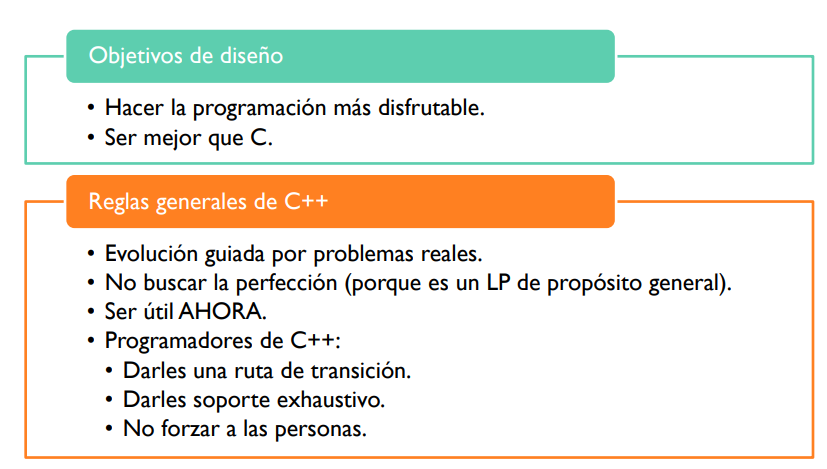 Objetivos de diseño
• Hacer la programación más disfrutable.
• Ser mejor que C.
Reglas generales de C++
• Evolución guiada por problemas reales.
• No buscar la perfección (porque es un LP de propósito general).
• Ser útil AHORA.
• Programadores de C++:
• Darles una ruta de transición.
• Darles soporte exhaustivo.
• No forzar a las personas.